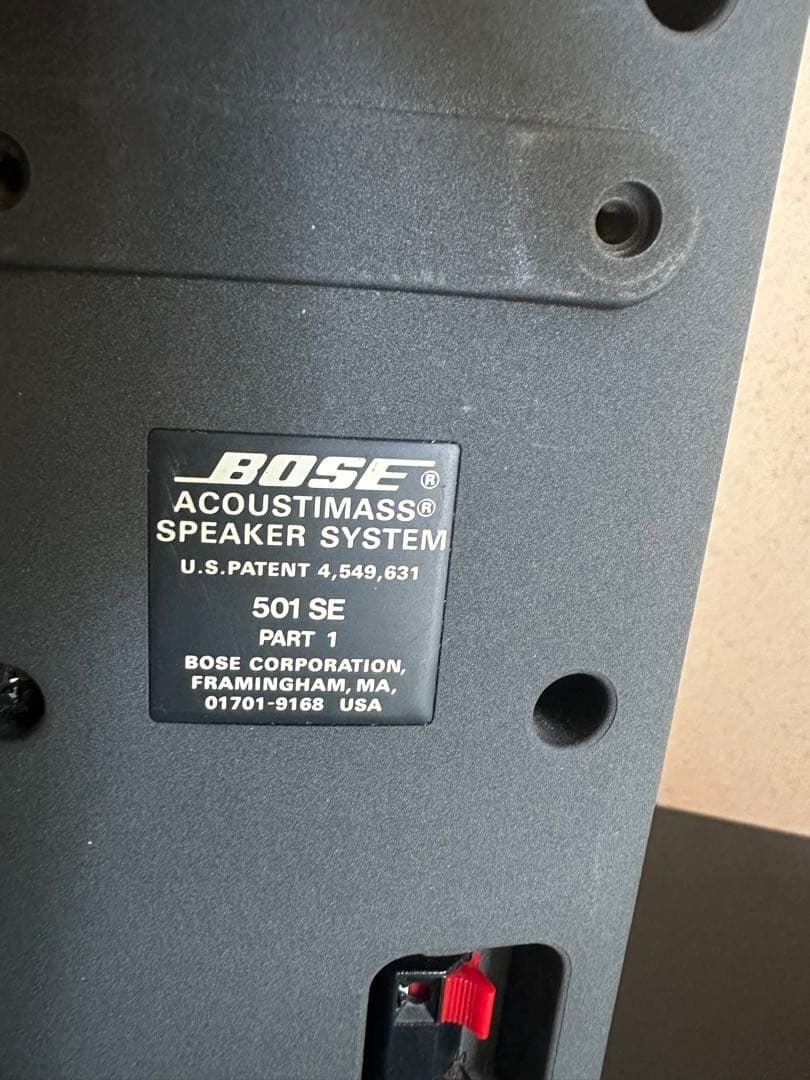 BOSE®
ACOUSTIMASS®
SPEAKER SYSTEM
U.S.PATENT 4,549,631
501 SE
PART 1
BOSE CORPORATION,
FRAMINGHAM, MA,
01701-9168 USA